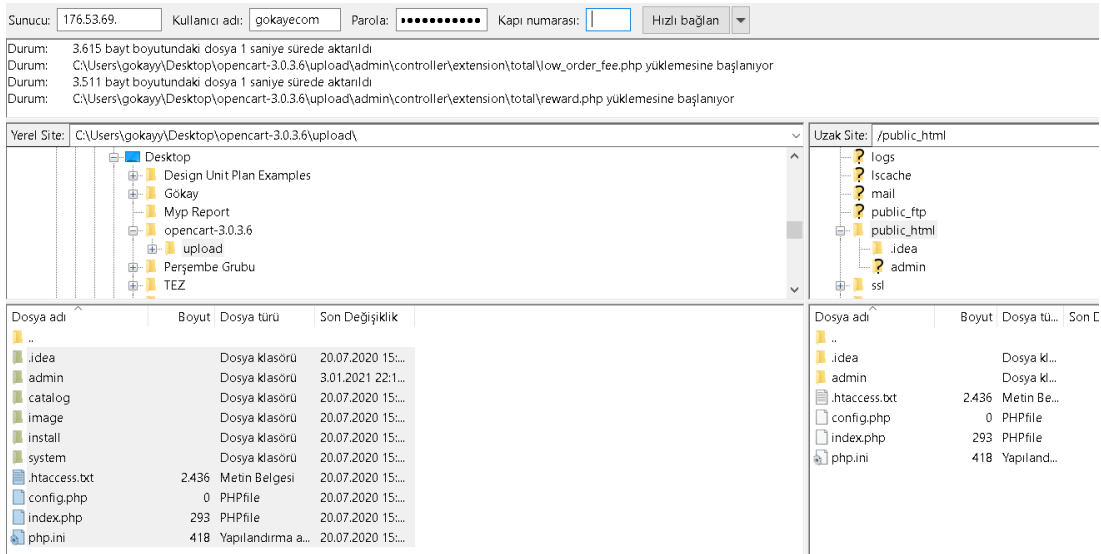 Sunucu: 176.53.69. Kullanıcı adı: gokayecom Parola: ●●●●●●●●●●●● Kapı numarası: Hızlı bağlan
Durum: 3.615 bayt boyutundaki dosya 1 saniye sürede aktarıldı
Durum: C:\Users\gokayy\Desktop\opencart-3.0.3.6\upload\admin\controller\extension\total\low_order_fee.php yüklemesine başlanıyor
Durum: 3.511 bayt boyutundaki dosya 1 saniye sürede aktarıldı
Durum: C:\Users\gokayy\Desktop\opencart-3.0.3.6\upload\admin\controller\extension\total\reward.php yüklemesine başlanıyor
Yerel Site: C:\Users\gokayy\Desktop\opencart-3.0.3.6\upload\
Desktop
Design Unit Plan Examples
Gökay
Myp Report
opencart-3.0.3.6
upload
Perşembe Grubu
TEZ
Uzak Site: /public_html
logs
lscache
mail
public_ftp
public_html
.idea
admin
ssl
Dosya adı Boyut Dosya türü Son Değişiklik
..
.idea Dosya klasörü 20.07.2020 15:...
admin Dosya klasörü 3.01.2021 22:1...
catalog Dosya klasörü 20.07.2020 15:...
image Dosya klasörü 20.07.2020 15:...
install Dosya klasörü 20.07.2020 15:...
system Dosya klasörü 20.07.2020 15:...
.htaccess.txt 2.436 Metin Belgesi 20.07.2020 15:...
config.php 0 PHPfile 20.07.2020 15:...
index.php 293 PHPfile 20.07.2020 15:...
php.ini 418 Yapılandırma a... 20.07.2020 15:...
Dosya adı Boyut Dosya tü... Son D
..
.idea Dosya kl...
admin Dosya kl...
.htaccess.txt 2.436 Metin Be...
config.php 0 PHPfile
index.php 293 PHPfile
php.ini 418 Yapıland...